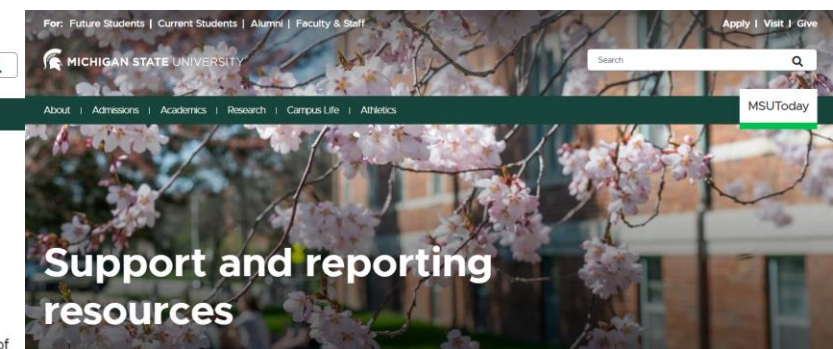 For: Future Students | Current Students | Alumni | Faculty & Staff
Apply | Visit | Give
MICHIGAN STATE UNIVERSITY
Search
About | Admissions | Academics | Research | Campus Life | Athletics
MSUToday
Support and reporting
resources
of